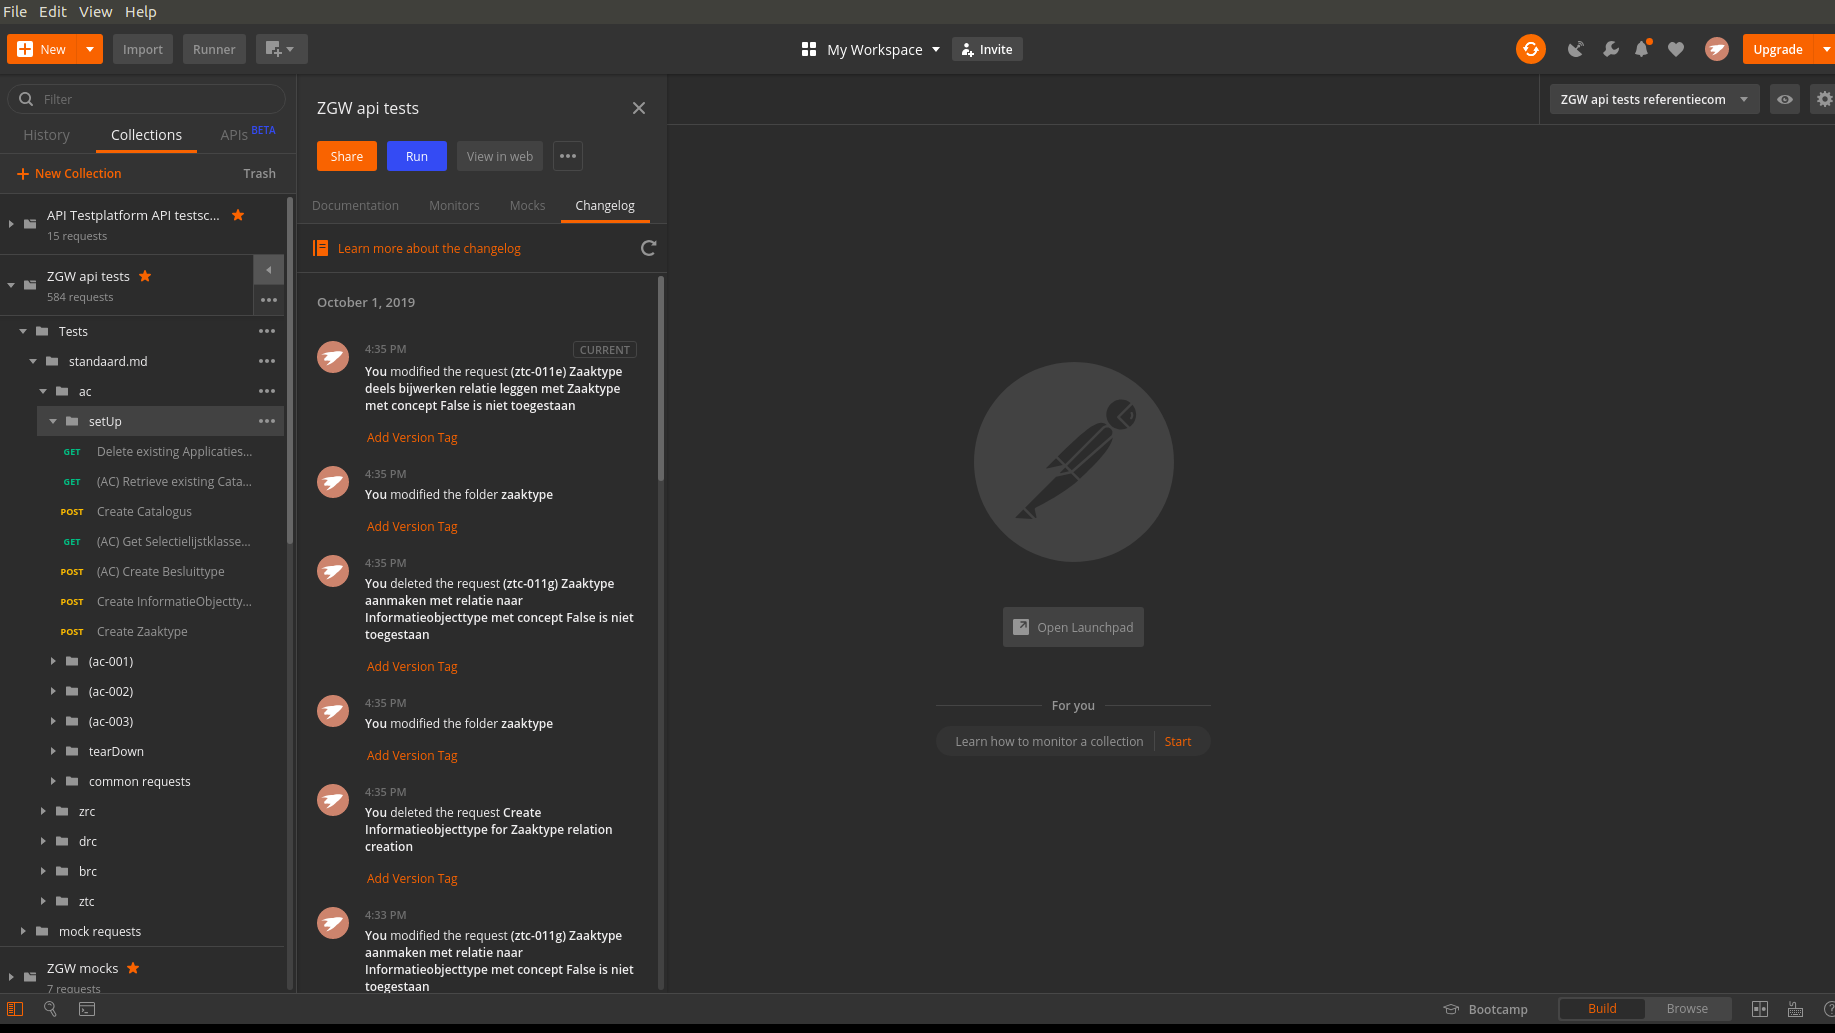 File Edit View Help
New Import Runner My Workspace Invite Upgrade
Filter
History Collections APIs BETA
New Collection Trash
API Testplatform API testsc...
15 requests
ZGW api tests
584 requests
Tests
standaard.md
ac
setUp
GET Delete existing Applicaties...
GET (AC) Retrieve existing Cata...
POST Create Catalogus
GET (AC) Get Selectielijstklasse...
POST (AC) Create Besluittype
POST Create InformatieObjectty...
POST Create Zaaktype
(ac-001)
(ac-002)
(ac-003)
tearDown
common requests
zrc
drc
brc
ztc
mock requests
ZGW mocks
7 requests
ZGW api tests
Share Run View in web
Documentation Monitors Mocks Changelog
Learn more about the changelog
October 1, 2019
4:35 PM CURRENT
You modified the request (ztc-011e) Zaaktype
deels bijwerken relatie leggen met Zaaktype
met concept False is niet toegestaan
Add Version Tag
4:35 PM
You modified the folder zaaktype
Add Version Tag
4:35 PM
You deleted the request (ztc-011g) Zaaktype
aanmaken met relatie naar
Informatieobjecttype met concept False is niet
toegestaan
Add Version Tag
4:35 PM
You modified the folder zaaktype
Add Version Tag
4:35 PM
You deleted the request Create
Informatieobjecttype for Zaaktype relation
creation
Add Version Tag
4:33 PM
You modified the request (ztc-011g) Zaaktype
aanmaken met relatie naar
Informatieobjecttype met concept False is niet
toegestaan
ZGW api tests referentiecom
Open Launchpad
For you
Learn how to monitor a collection Start
Bootcamp Build Browse